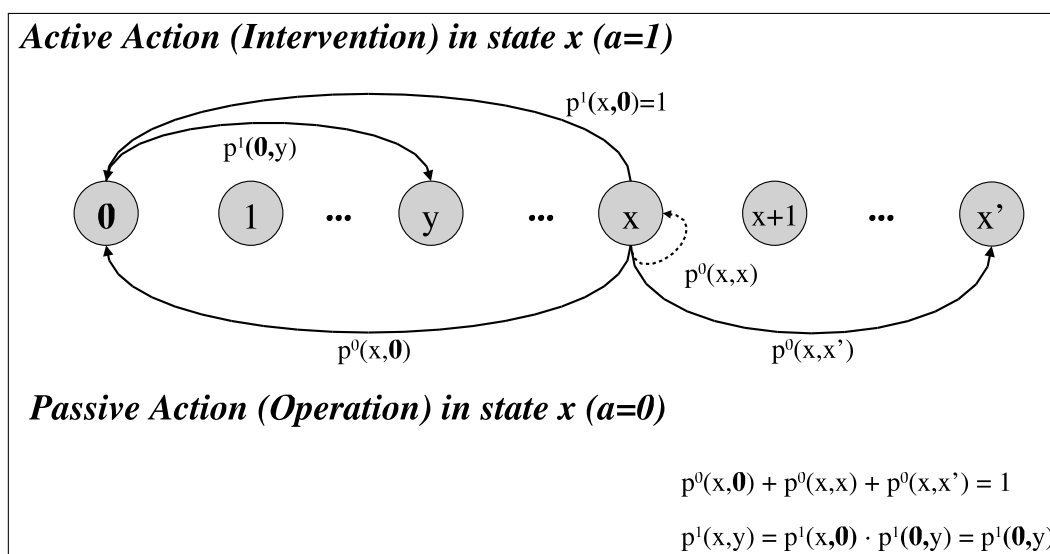 Active Action (Intervention) in state x (a=1)
p¹(x,0)=1
p¹(0,y)
0 1 ... y ... x x+1 ... x’
p⁰(x,x)
p⁰(x,0) p⁰(x,x’)
Passive Action (Operation) in state x (a=0)
p⁰(x,0) + p⁰(x,x) + p⁰(x,x’) = 1
p¹(x,y) = p¹(x,0) · p¹(0,y) = p¹(0,y)